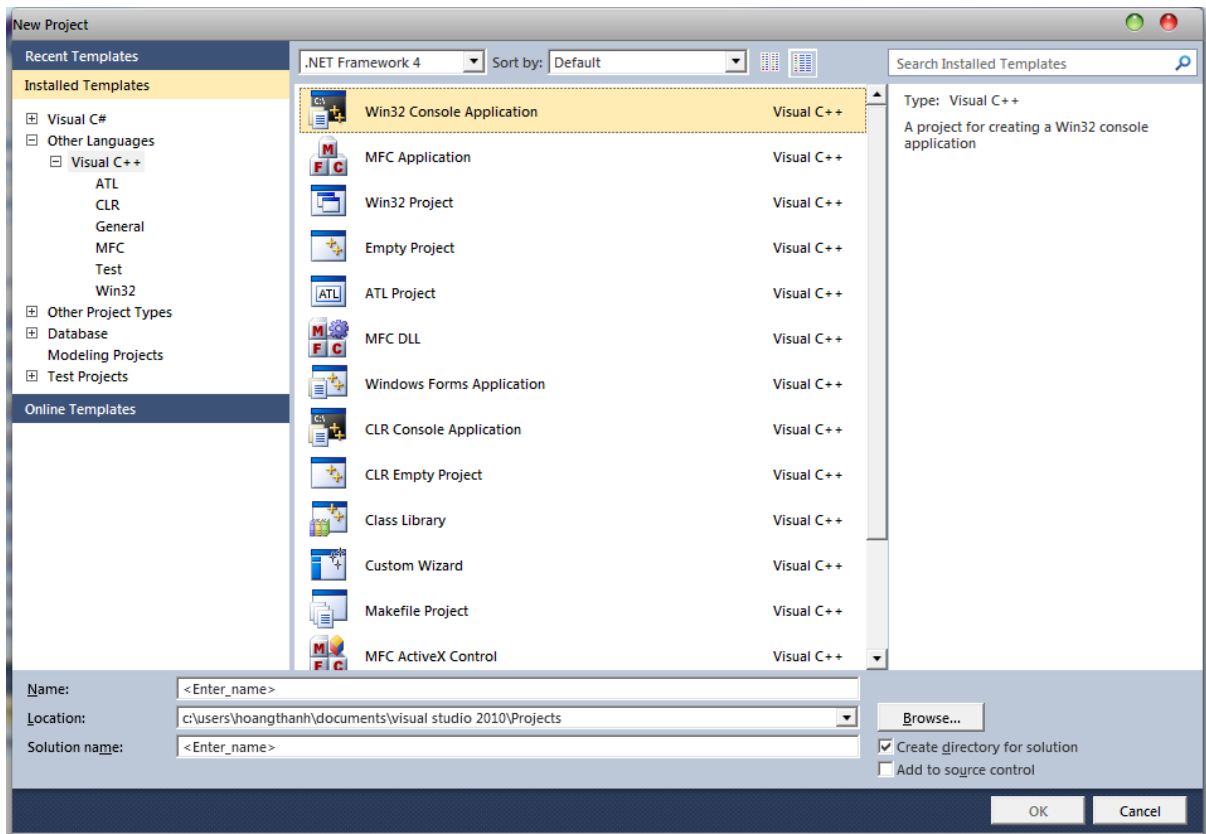 New Project
Recent Templates
Installed Templates
Visual C#
Other Languages
Visual C++
ATL
CLR
General
MFC
Test
Win32
Other Project Types
Database
Modeling Projects
Test Projects
Online Templates
.NET Framework 4
Sort by: Default
Win32 Console Application Visual C++
MFC Application Visual C++
Win32 Project Visual C++
Empty Project Visual C++
ATL Project Visual C++
MFC DLL Visual C++
Windows Forms Application Visual C++
CLR Console Application Visual C++
CLR Empty Project Visual C++
Class Library Visual C++
Custom Wizard Visual C++
Makefile Project Visual C++
MFC ActiveX Control Visual C++
Search Installed Templates
Type: Visual C++
A project for creating a Win32 console
application
Name: <Enter_name>
Location: c:\users\hoangthanh\documents\visual studio 2010\Projects
Browse...
Solution name: <Enter_name>
Create directory for solution
Add to source control
OK
Cancel